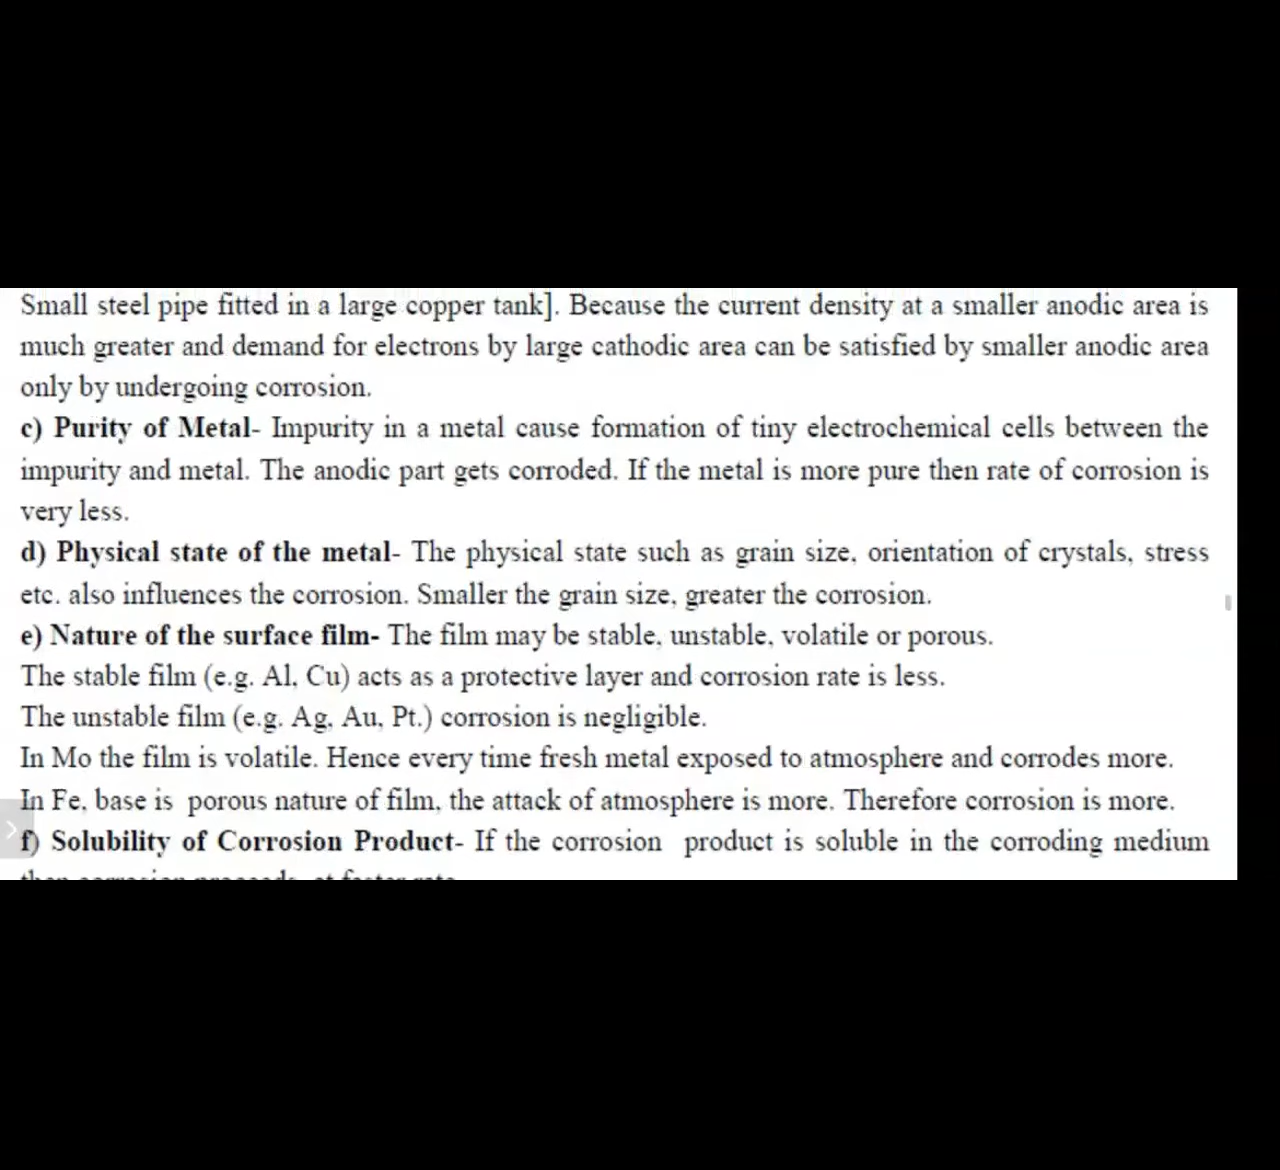 Small steel pipe fitted in a large copper tank]. Because the current density at a smaller anodic area is
much greater and demand for electrons by large cathodic area can be satisfied by smaller anodic area
only by undergoing corrosion.
c) Purity of Metal- Impurity in a metal cause formation of tiny electrochemical cells between the
impurity and metal. The anodic part gets corroded. If the metal is more pure then rate of corrosion is
very less.
d) Physical state of the metal- The physical state such as grain size, orientation of crystals, stress
etc. also influences the corrosion. Smaller the grain size, greater the corrosion.
e) Nature of the surface film- The film may be stable, unstable, volatile or porous.
The stable film (e.g. Al, Cu) acts as a protective layer and corrosion rate is less.
The unstable film (e.g. Ag, Au, Pt.) corrosion is negligible.
In Mo the film is volatile. Hence every time fresh metal exposed to atmosphere and corrodes more.
In Fe, base is porous nature of film, the attack of atmosphere is more. Therefore corrosion is more.
f) Solubility of Corrosion Product- If the corrosion product is soluble in the corroding medium